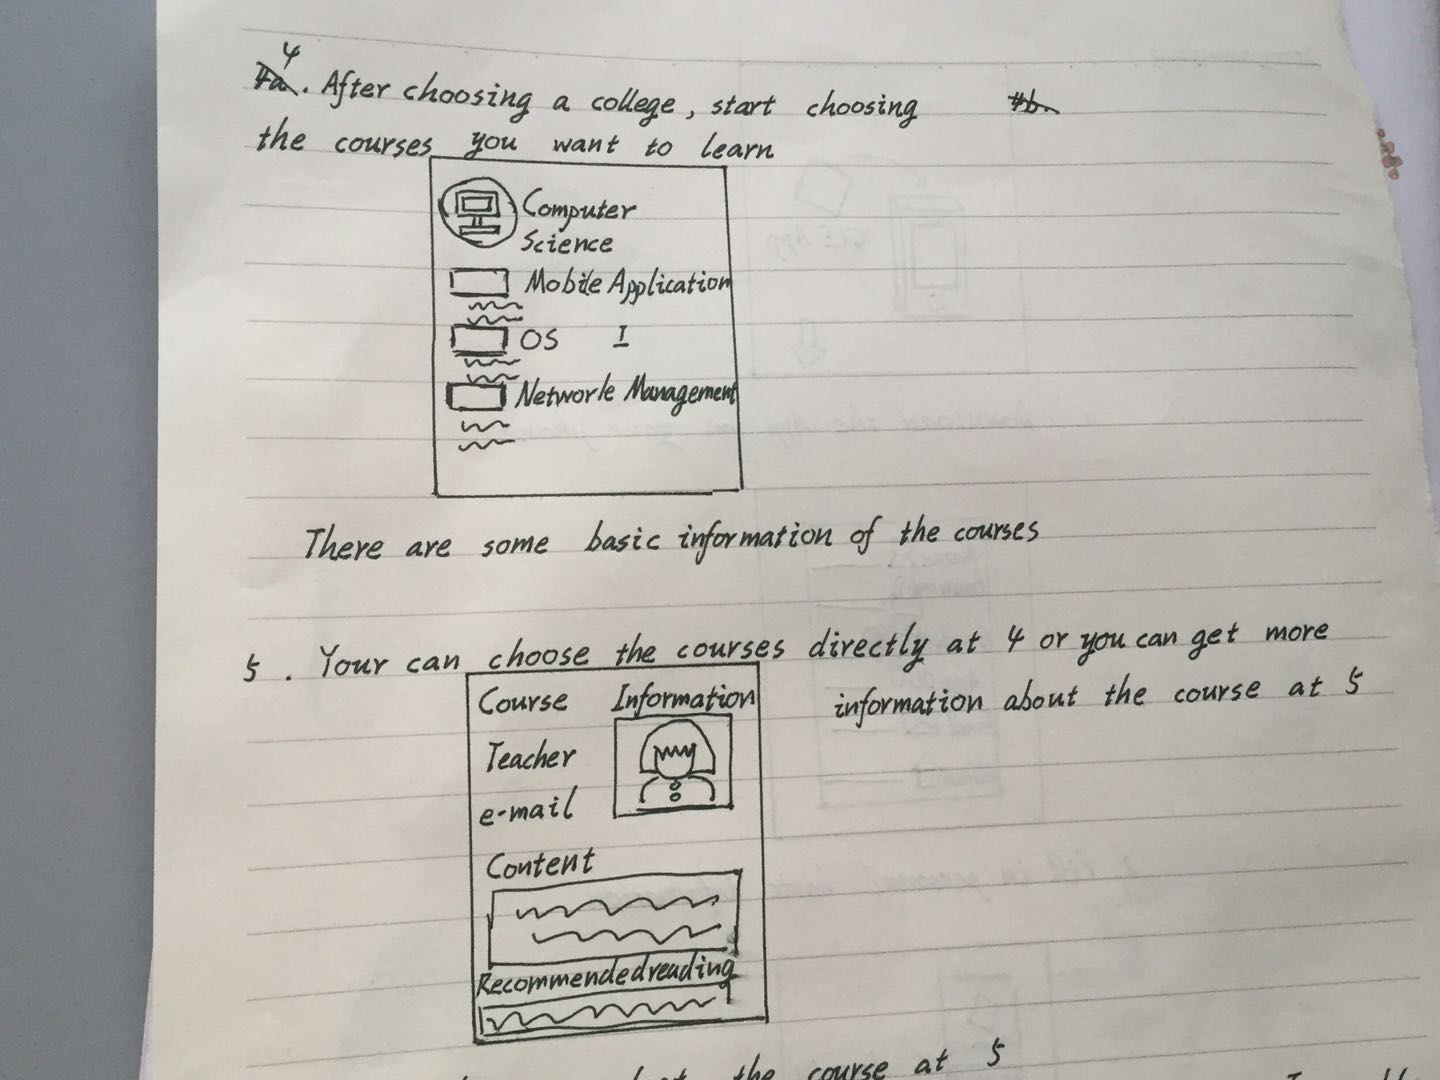 4. After choosing a college, start choosing
the courses you want to learn
Computer
Science
Mobile Application
OS I
Network Management
There are some basic information of the courses
5. Your can choose the courses directly at 4 or you can get more
information about the course at 5
Course Information
Teacher
e-mail
Content
Recommended reading
the course at 5